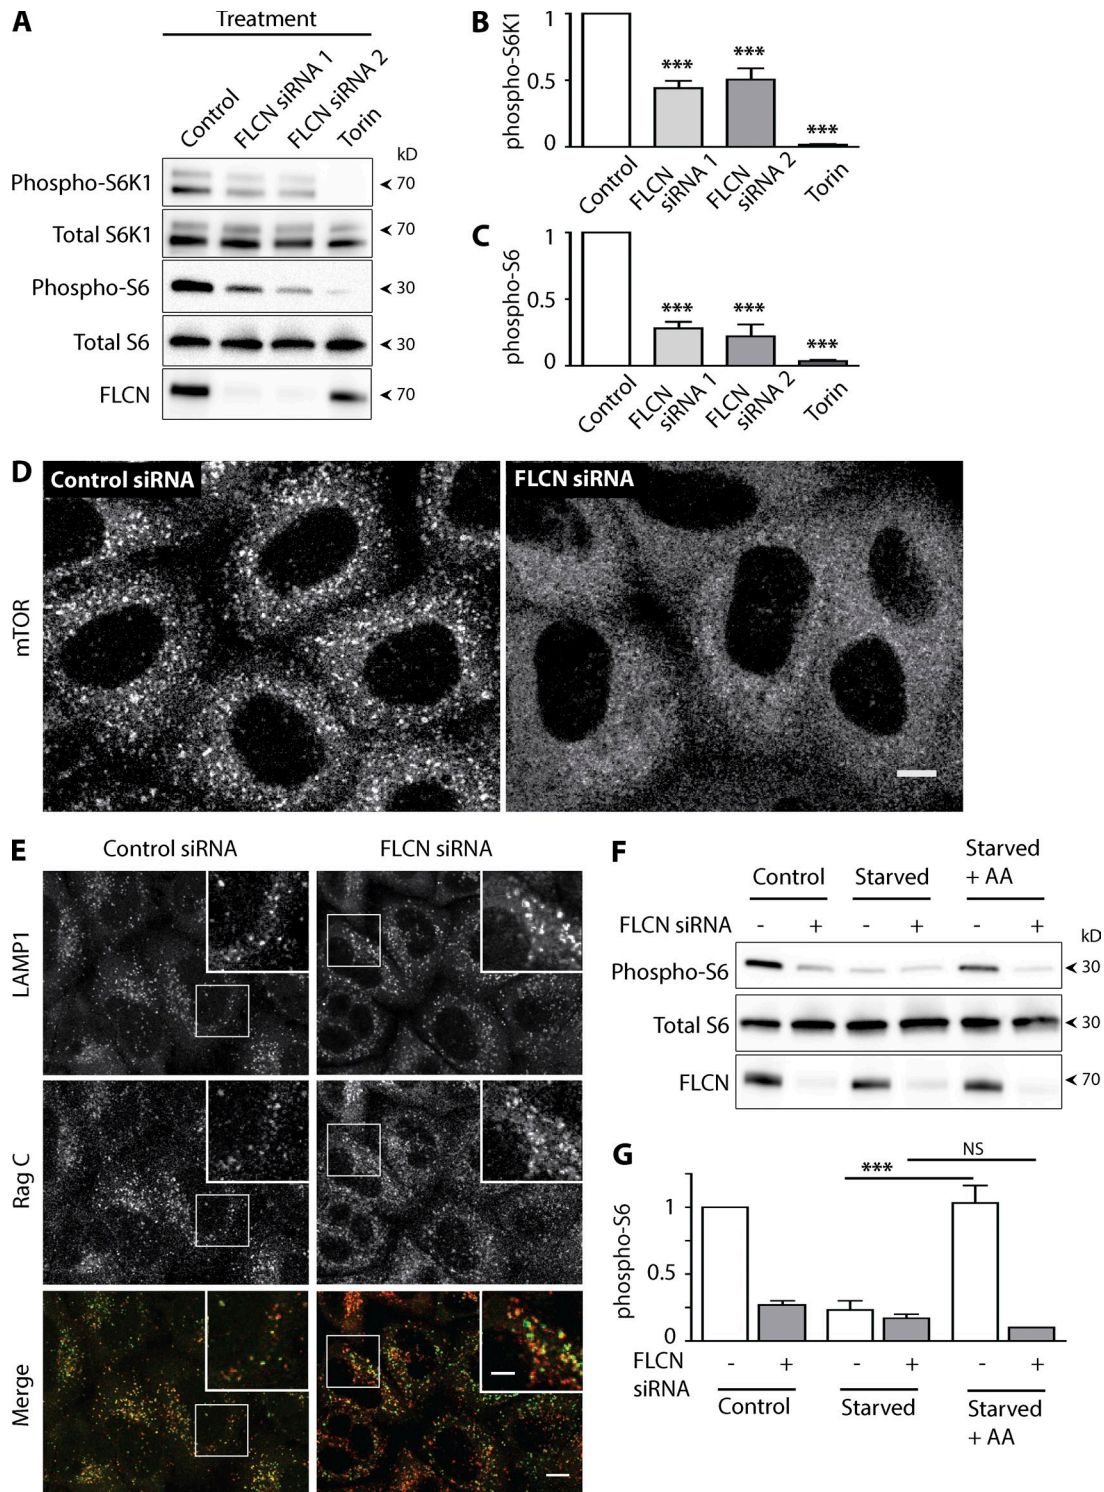 A
Treatment
Control
FLCN siRNA 1
FLCN siRNA 2
Torin
kD
Phospho-S6K1
70
Total S6K1
70
Phospho-S6
30
Total S6
30
FLCN
70
B
phospho-S6K1
1
0.5
0
***
***
***
Control
FLCN
siRNA 1
FLCN
siRNA 2
Torin
C
phospho-S6
1
0.5
0
***
***
***
Control
FLCN
siRNA 1
FLCN
siRNA 2
Torin
D
Control siRNA
FLCN siRNA
mTOR
E
Control siRNA
FLCN siRNA
LAMP1
Rag C
Merge
F
Control
Starved
Starved
+ AA
FLCN siRNA - + - + - +
kD
Phospho-S6
30
Total S6
30
FLCN
70
G
NS
***
phospho-S6
1
0.5
0
FLCN
siRNA
- + - + - +
Control
Starved
Starved
+ AA